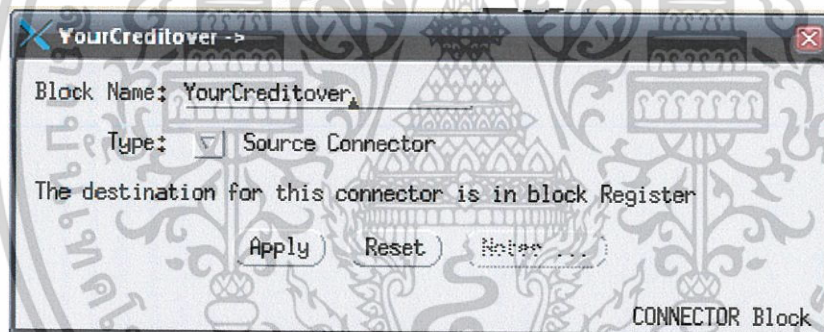 YourCreditover ->
Block Name: YourCreditover
Type: Source Connector
The destination for this connector is in block Register
Apply Reset Notes ...
CONNECTOR Block